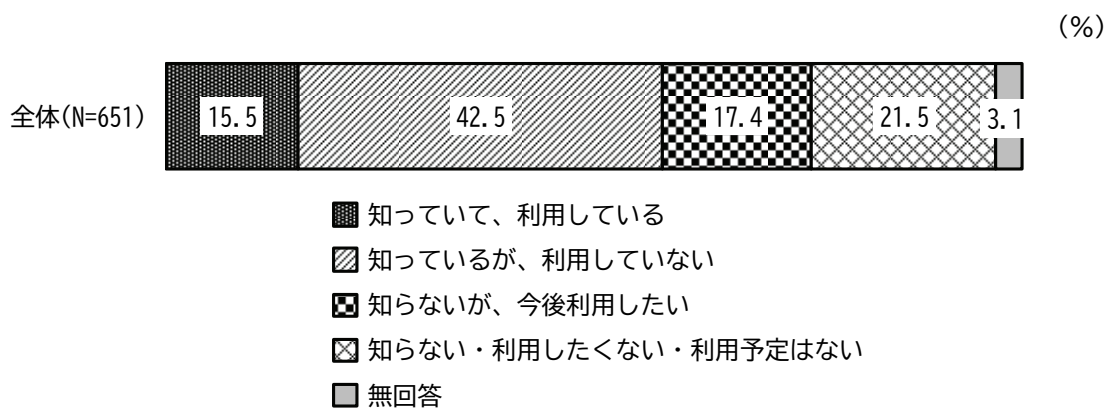 (%)
全体(N=651) 15.5 42.5 17.4 21.5 3.1
知っていて、利用している
知っているが、利用していない
知らないが、今後利用したい
知らない・利用したくない・利用予定はない
無回答